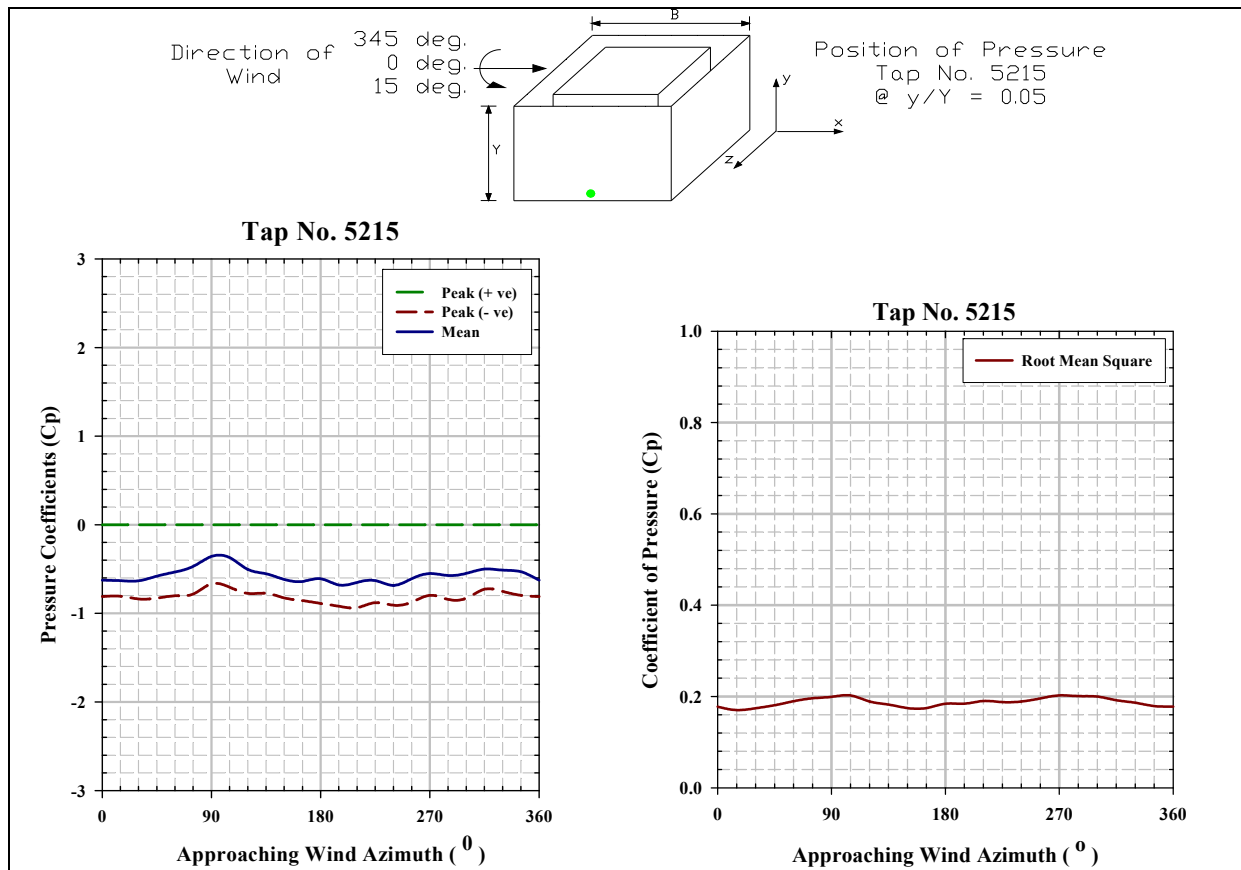 Direction of
Wind
345 deg.
0 deg.
15 deg.
B
Y
y
x
z
Position of Pressure
Tap No. 5215
@ y/Y = 0.05
Tap No. 5215
Pressure Coefficients (Cp)
3
2
1
0
-1
-2
-3
Peak (+ ve)
Peak (- ve)
Mean
0 90 180 270 360
Approaching Wind Azimuth ( 0 )
Tap No. 5215
Coefficient of Pressure (Cp)
1.0
0.8
0.6
0.4
0.2
0.0
Root Mean Square
0 90 180 270 360
Approaching Wind Azimuth ( o )